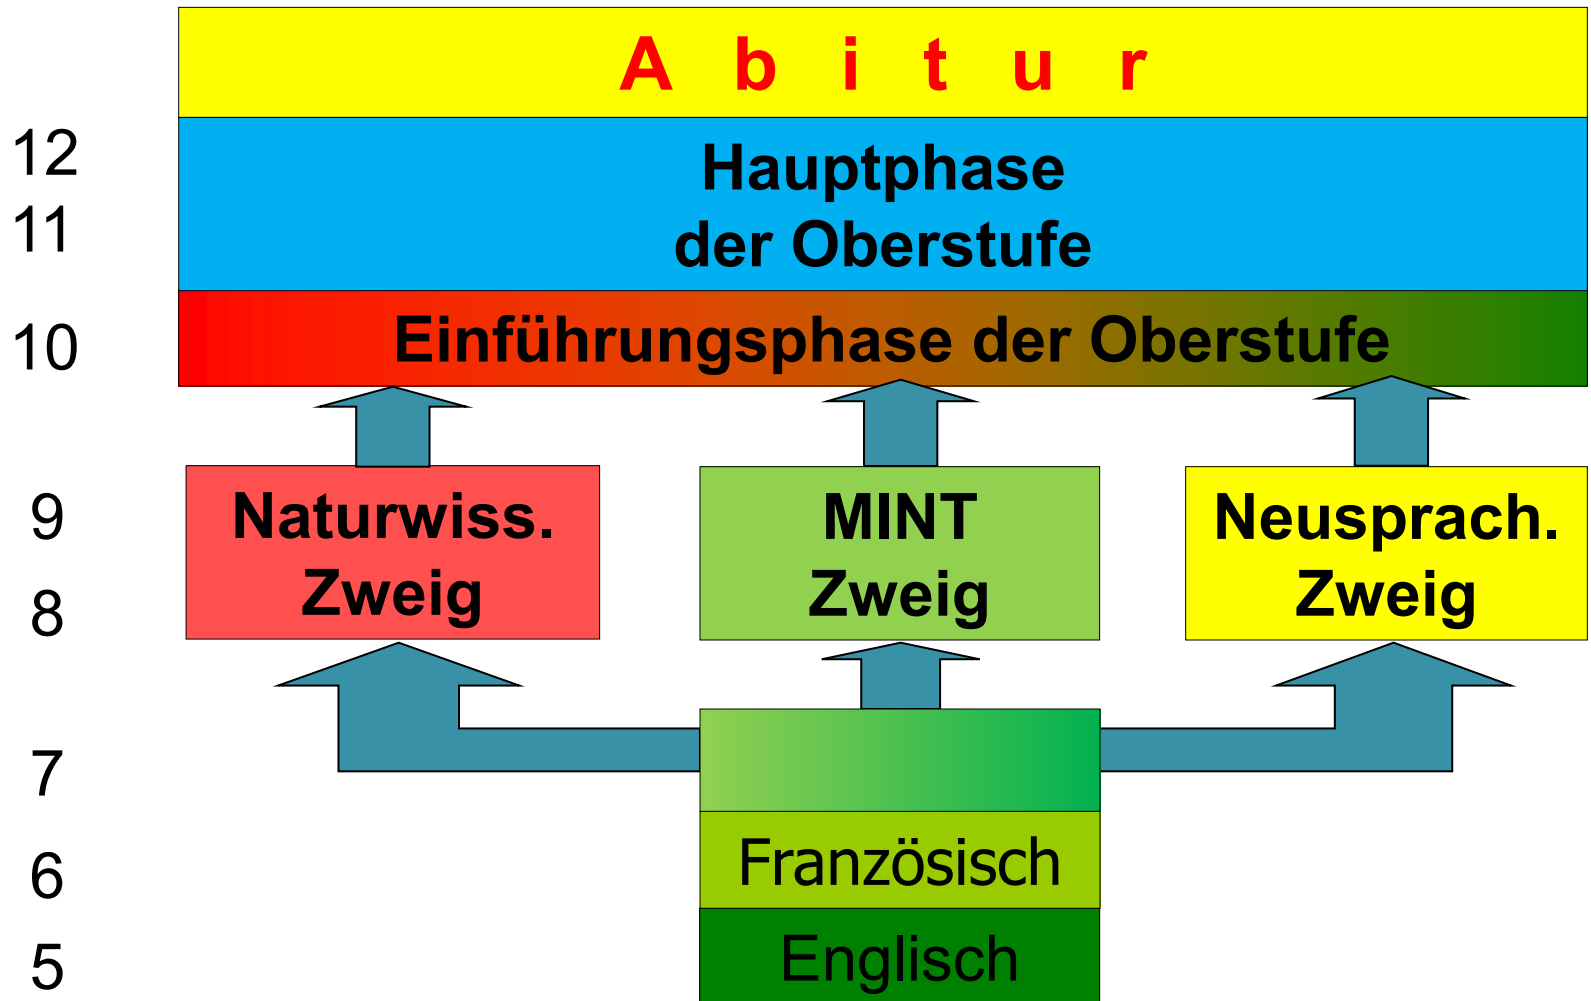 A b i t u r
12
Hauptphase
11
der Oberstufe
10
Einführungsphase der Oberstufe
9
Naturwiss. MINT Neusprach.
8
Zweig Zweig Zweig
7
6
Französisch
5
Englisch